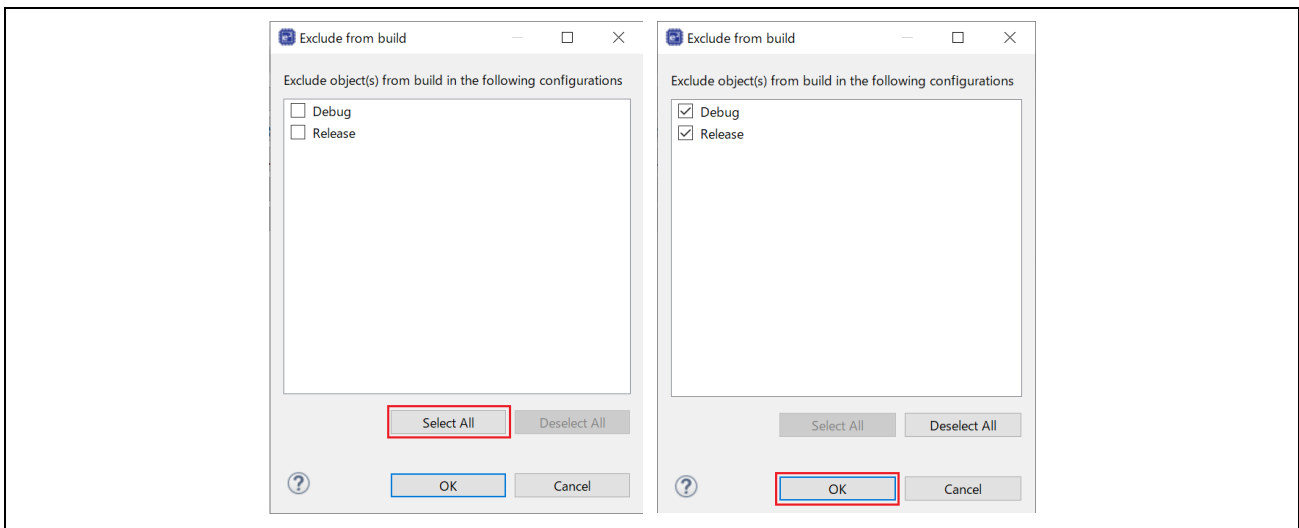 Exclude from build
Exclude object(s) from build in the following configurations
Debug
Release
Select All
Deselect All
?
OK
Cancel
Exclude from build
Exclude object(s) from build in the following configurations
Debug
Release
Select All
Deselect All
?
OK
Cancel